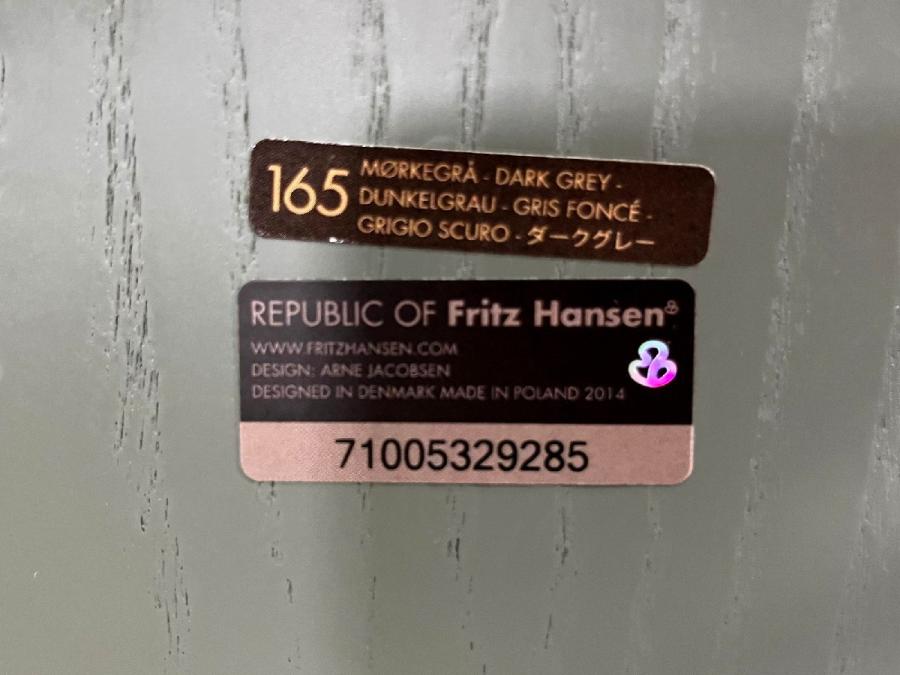 165
MØRKEGRÅ - DARK GREY -
DUNKELGRAU - GRIS FONCÉ -
GRIGIO SCURO - ダークグレー
REPUBLIC OF Fritz Hansen
WWW.FRITZHANSEN.COM
DESIGN: ARNE JACOBSEN
DESIGNED IN DENMARK MADE IN POLAND 2014
71005329285